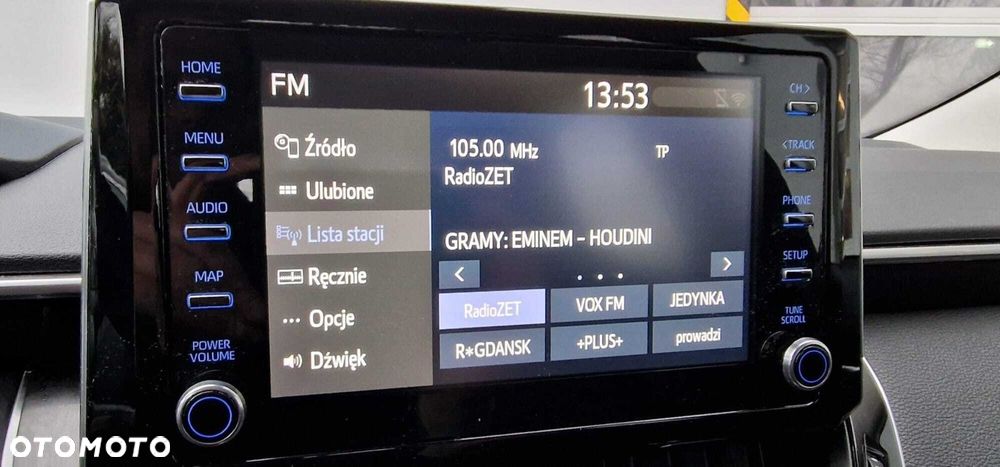 HOME
MENU
AUDIO
MAP
POWER
VOLUME
FM
13:53
Źródło
Ulubione
Lista stacji
Ręcznie
Opcje
Dźwięk
105.00 MHz TP
RadioZET
GRAMY: EMINEM – HOUDINI
< . . . >
RadioZET VOX FM JEDYNKA
R*GDANSK +PLUS+ prowadzi
CH >
< TRACK
PHONE
SETUP
TUNE
SCROLL
OTOMOTO